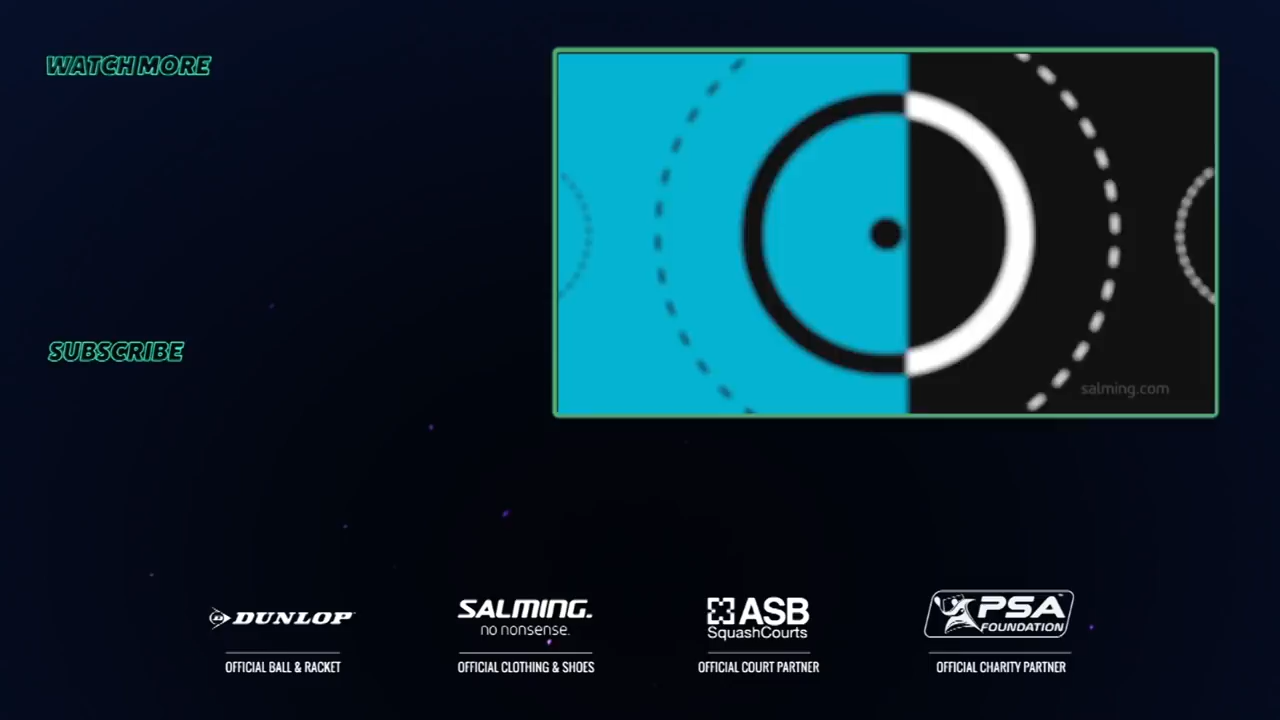 WATCH MORE
SUBSCRIBE
salming.com
DUNLOP
OFFICIAL BALL & RACKET
SALMING.
no nonsense.
OFFICIAL CLOTHING & SHOES
ASB
SquashCourts
OFFICIAL COURT PARTNER
PSA
FOUNDATION
OFFICIAL CHARITY PARTNER